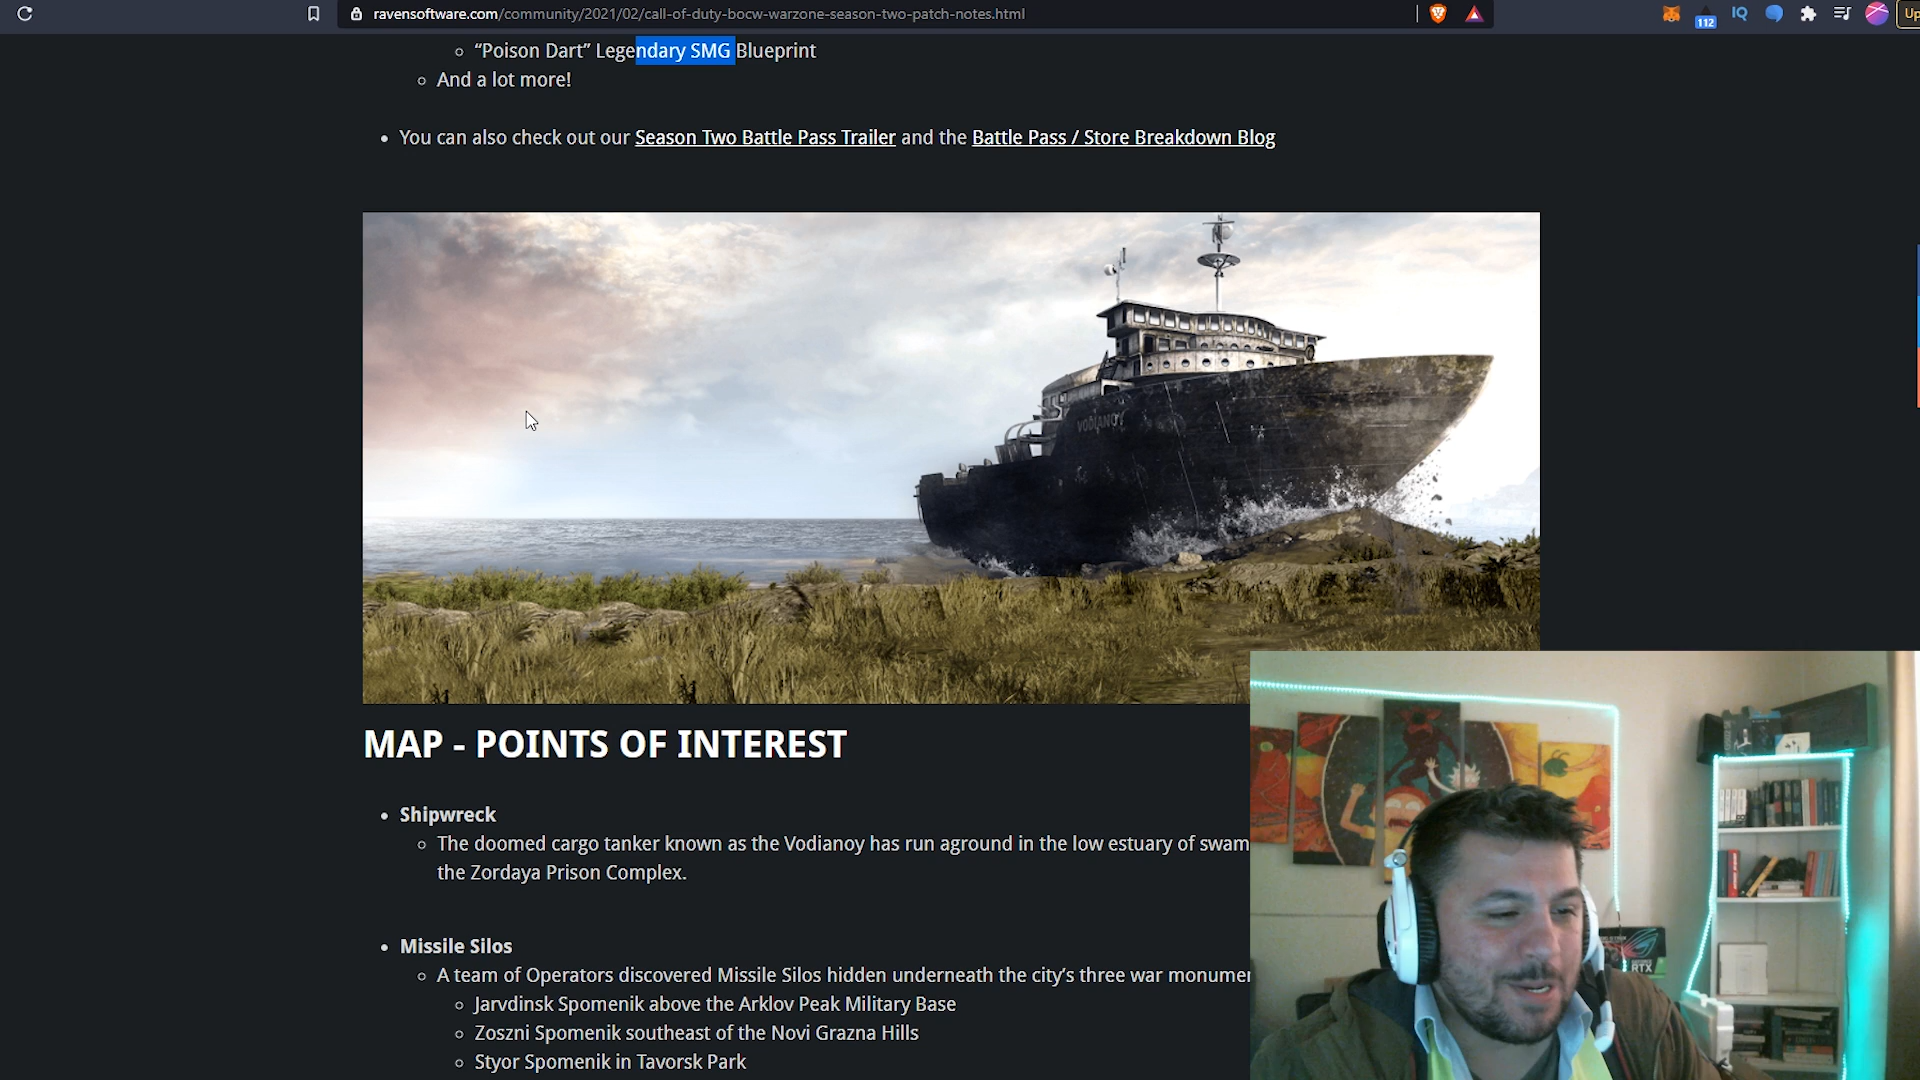 ravensoftware.com/community/2021/02/call-of-duty-bocw-warzone-season-two-patch-notes.html
112
IQ
Up
“Poison Dart” Legendary SMG Blueprint
And a lot more!
You can also check out our Season Two Battle Pass Trailer and the Battle Pass / Store Breakdown Blog
VODIANOY
MAP - POINTS OF INTEREST
Shipwreck
The doomed cargo tanker known as the Vodianoy has run aground in the low estuary of swam
the Zordaya Prison Complex.
Missile Silos
A team of Operators discovered Missile Silos hidden underneath the city’s three war monumen
Jarvdinsk Spomenik above the Arklov Peak Military Base
Zoszni Spomenik southeast of the Novi Grazna Hills
Styor Spomenik in Tavorsk Park
RTX